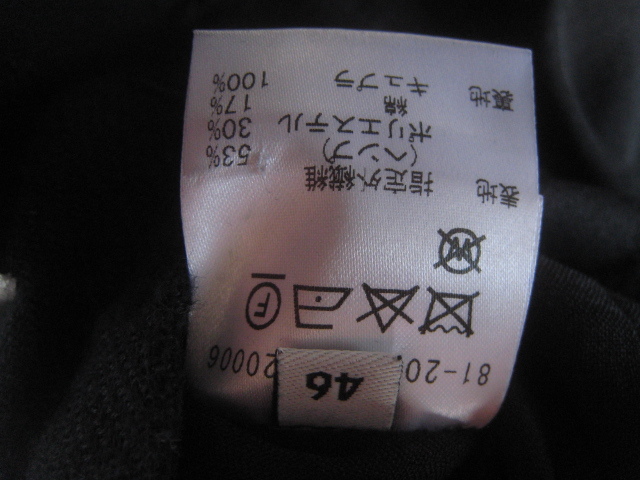 46
81-20 20006
F
W
表地 指定外繊維
(ヘンプ) 53%
ポリエステル 30%
綿 17%
裏地 キュプラ 100%